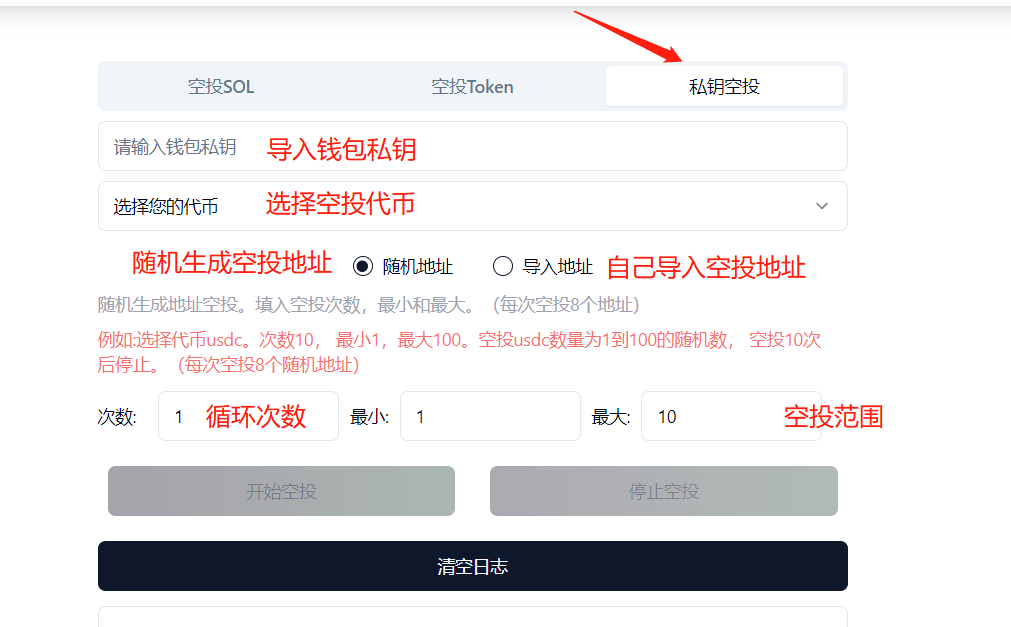 空投SOL 空投Token 私钥空投
请输入钱包私钥 导入钱包私钥
选择您的代币 选择空投代币
随机生成空投地址 随机地址 导入地址 自己导入空投地址
随机生成地址空投。填入空投次数，最小和最大。（每次空投8个地址）
例如:选择代币usdc。次数10， 最小1，最大100。空投usdc数量为1到100的随机数， 空投10次
后停止。（每次空投8个随机地址）
次数: 1 循环次数 最小: 1 最大: 10 空投范围
开始空投 停止空投
清空日志